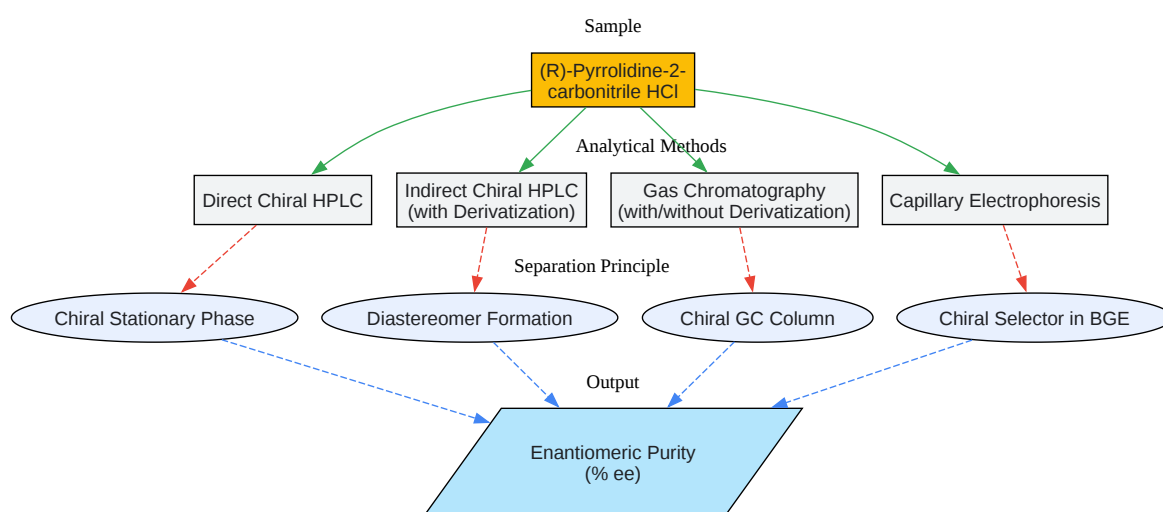 Sample
(R)-Pyrrolidine-2-
carbonitrile HCl
Analytical Methods
Direct Chiral HPLC
Indirect Chiral HPLC
(with Derivatization)
Gas Chromatography
(with/without Derivatization)
Capillary Electrophoresis
Separation Principle
Chiral Stationary Phase
Diastereomer Formation
Chiral GC Column
Chiral Selector in BGE
Output
Enantiomeric Purity
(% ee)